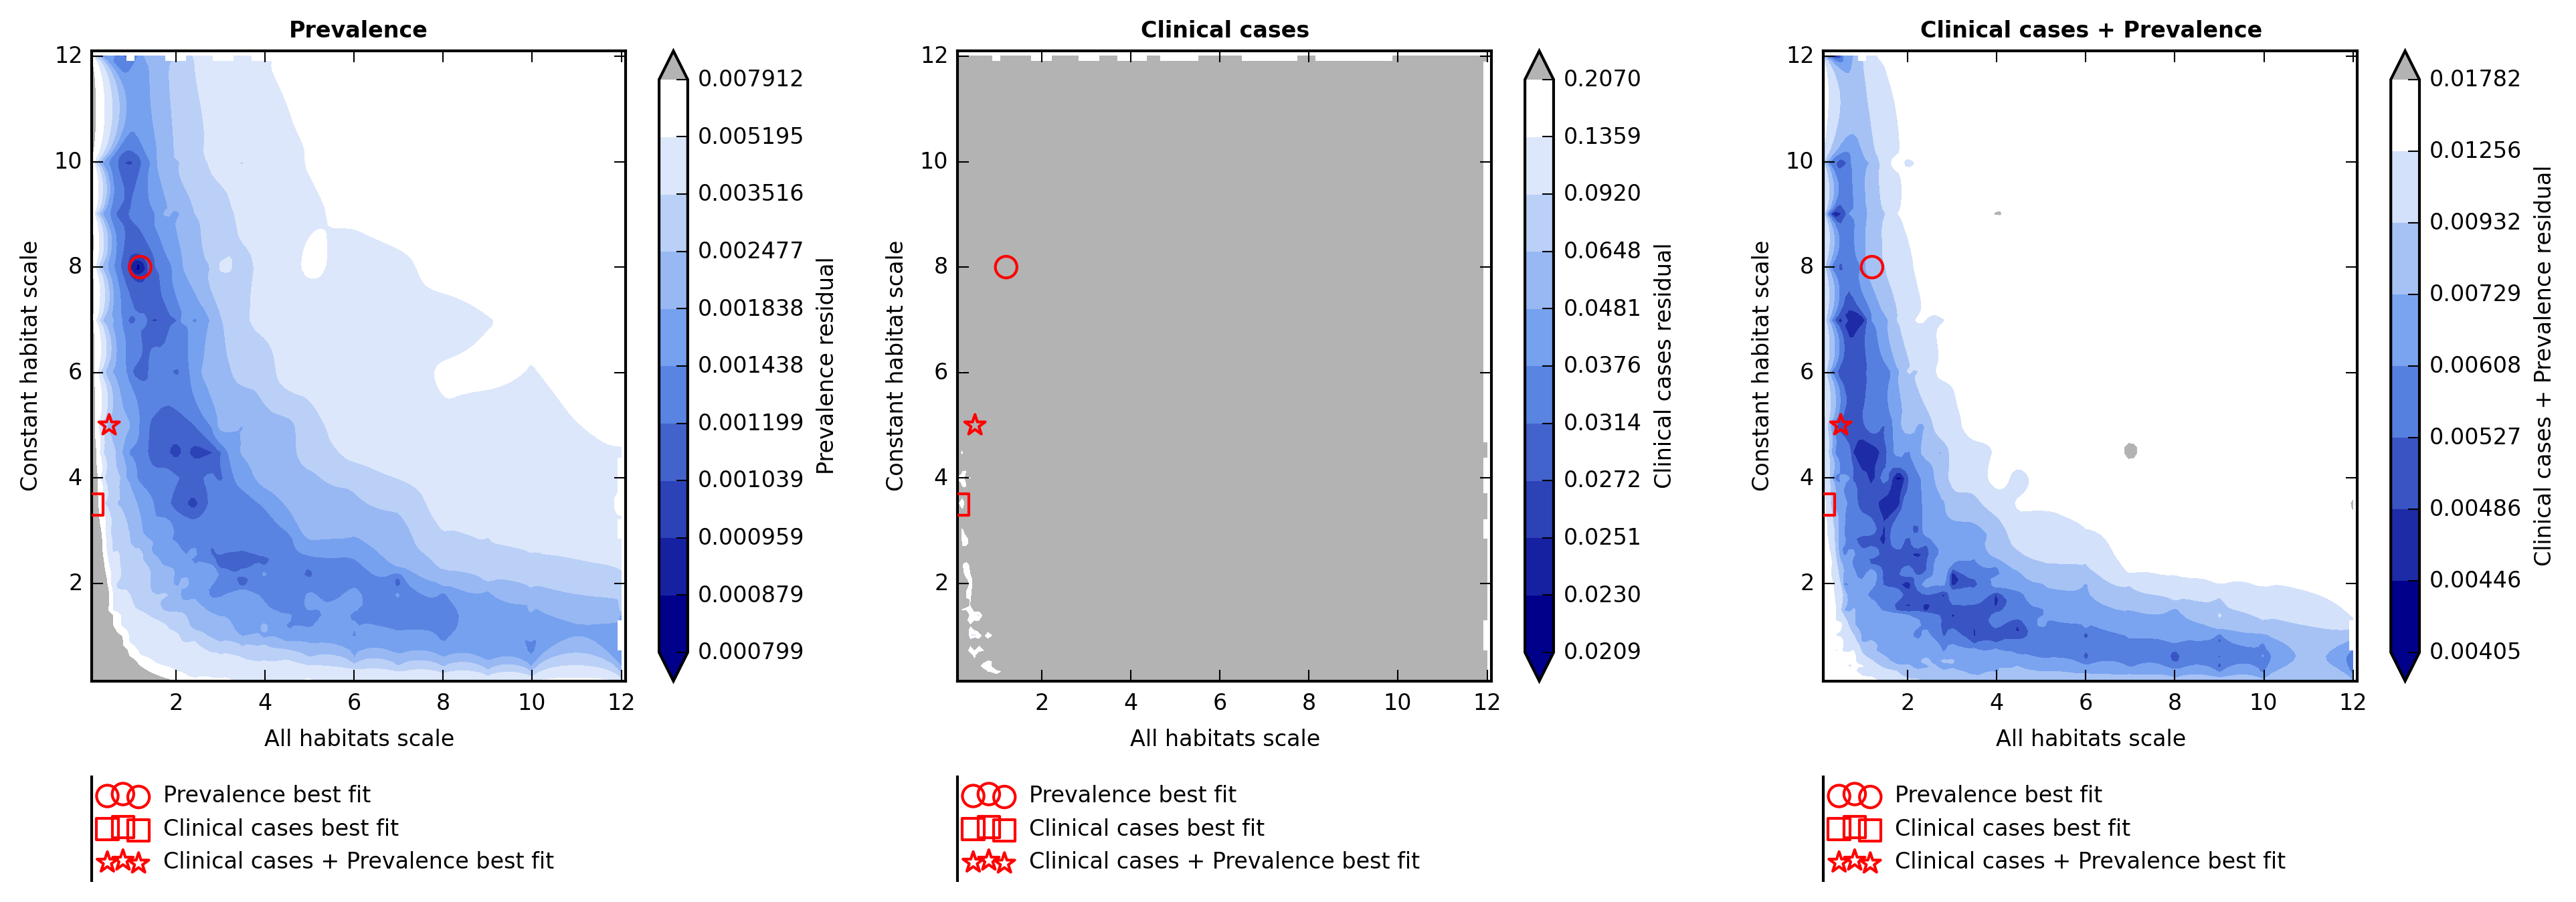 Prevalence
12
10
8
6
4
2
2 4 6 8 10 12
Constant habitat scale
All habitats scale
0.007912
0.005195
0.003516
0.002477
0.001838
0.001438
0.001199
0.001039
0.000959
0.000879
0.000799
Prevalence residual
Prevalence best fit
Clinical cases best fit
Clinical cases + Prevalence best fit
Clinical cases
12
10
8
6
4
2
2 4 6 8 10 12
Constant habitat scale
All habitats scale
0.2070
0.1359
0.0920
0.0648
0.0481
0.0376
0.0314
0.0272
0.0251
0.0230
0.0209
Clinical cases residual
Prevalence best fit
Clinical cases best fit
Clinical cases + Prevalence best fit
Clinical cases + Prevalence
12
10
8
6
4
2
2 4 6 8 10 12
Constant habitat scale
All habitats scale
0.01782
0.01256
0.00932
0.00729
0.00608
0.00527
0.00486
0.00446
0.00405
Clinical cases + Prevalence residual
Prevalence best fit
Clinical cases best fit
Clinical cases + Prevalence best fit